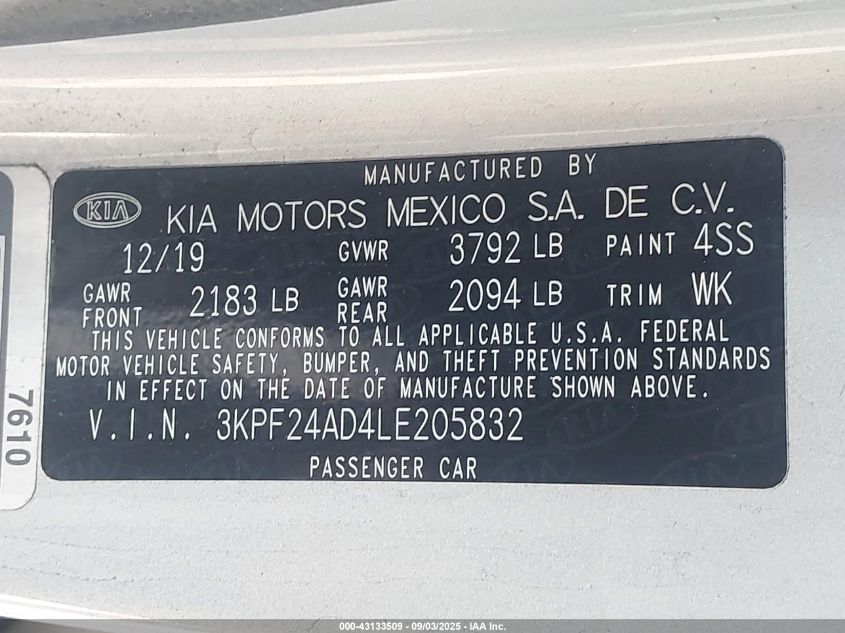 MANUFACTURED BY
KIA KIA MOTORS MEXICO S.A. DE C.V.
12/19 GVWR 3792 LB PAINT 4SS
GAWR FRONT 2183 LB GAWR REAR 2094 LB TRIM WK
THIS VEHICLE CONFORMS TO ALL APPLICABLE U.S.A. FEDERAL
MOTOR VEHICLE SAFETY, BUMPER, AND THEFT PREVENTION STANDARDS
IN EFFECT ON THE DATE OF MANUFACTURE SHOWN ABOVE.
V.I.N. 3KPF24AD4LE205832
PASSENGER CAR
7610
000-43133509 - 09/03/2025 - IAA Inc.